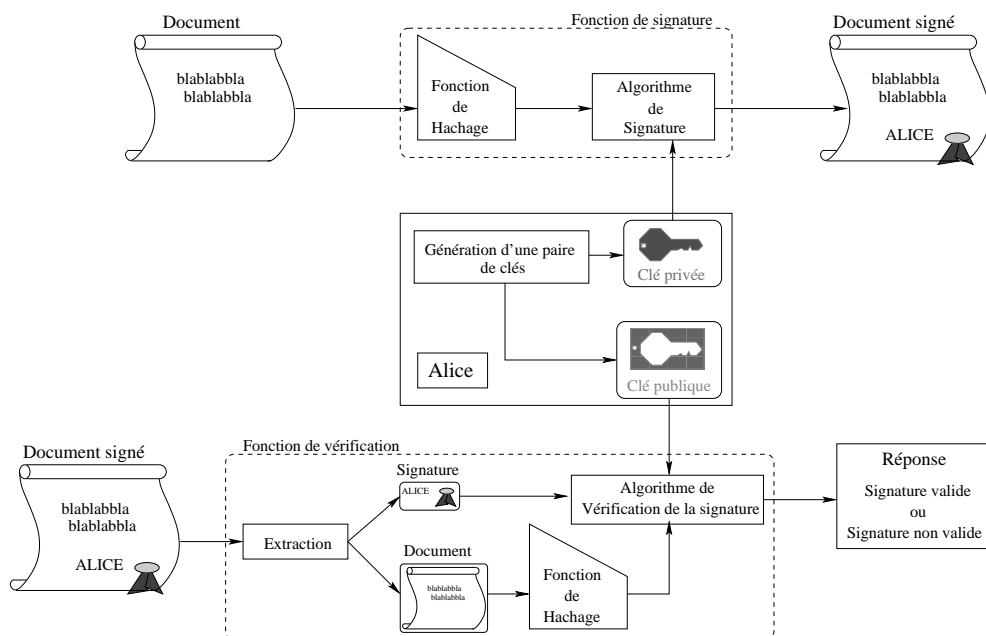 Document
Fonction de signature
Document signé
blablabbla
blablabbla
Fonction
de
Hachage
Algorithme
de
Signature
blablabbla
blablabbla
ALICE
Génération d'une paire
de clés
Clé privée
Alice
Clé publique
Document signé
Fonction de vérification
Signature
ALICE
blablabbla
blablabbla
ALICE
Extraction
Document
blablabbla
blablabbla
Fonction
de
Hachage
Algorithme de
Vérification de la signature
Réponse
Signature valide
ou
Signature non valide